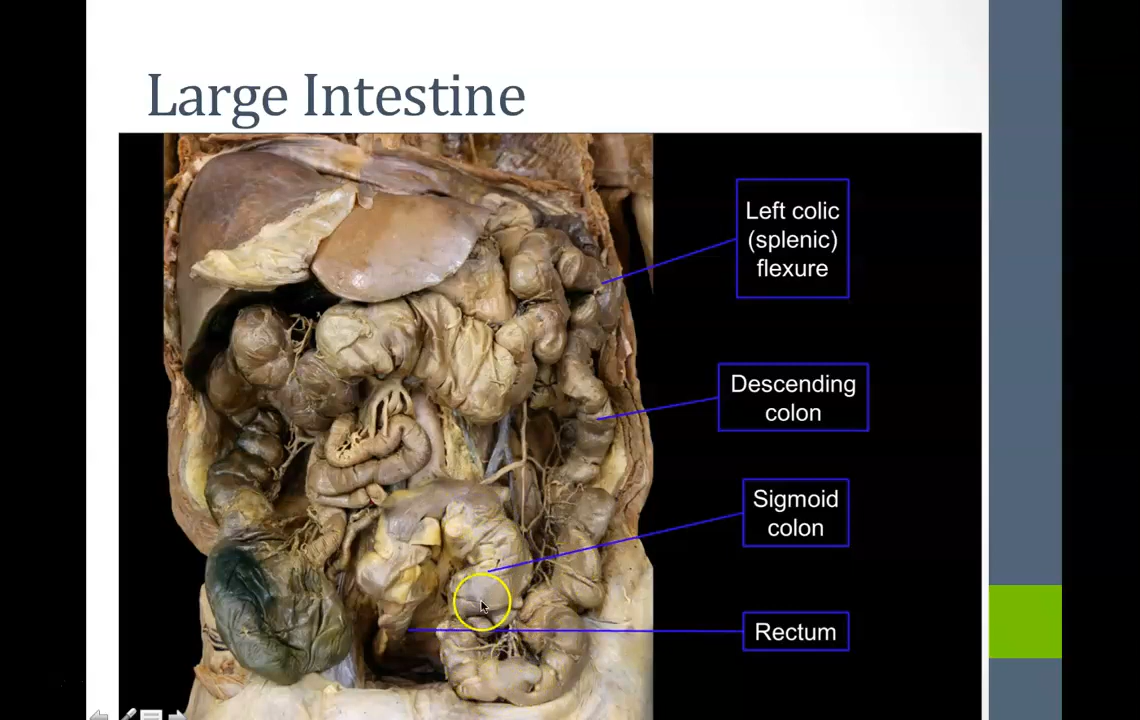 Large Intestine
Left colic
(splenic)
flexure
Descending
colon
Sigmoid
colon
Rectum